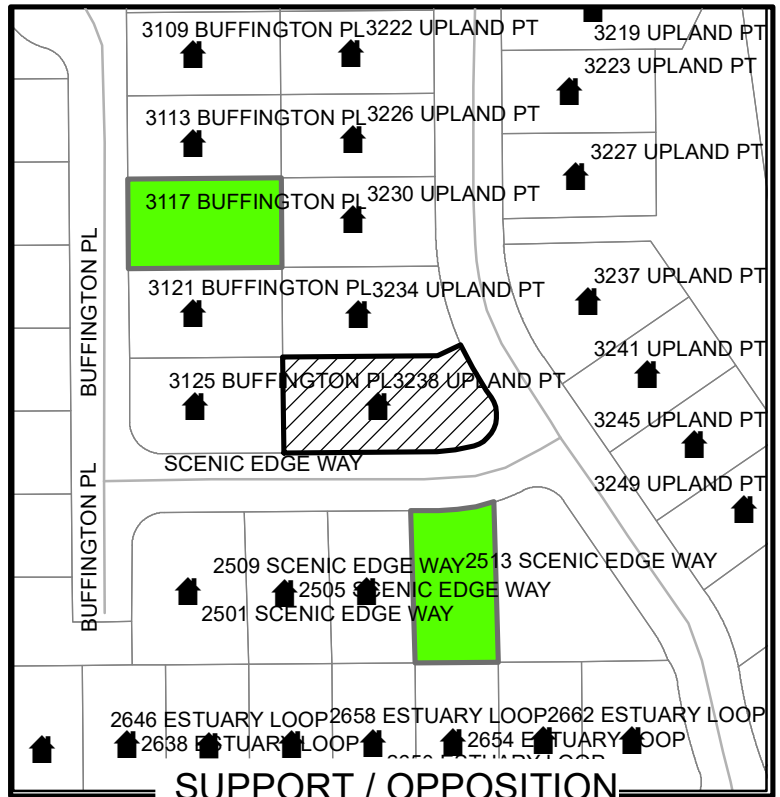 3109 BUFFINGTON PL
3222 UPLAND PT
3219 UPLAND PT
3223 UPLAND PT
3113 BUFFINGTON PL
3226 UPLAND PT
3227 UPLAND PT
3117 BUFFINGTON PL
3230 UPLAND PT
BUFFINGTON PL
3121 BUFFINGTON PL
3234 UPLAND PT
3237 UPLAND PT
3241 UPLAND PT
3125 BUFFINGTON PL
3238 UPLAND PT
3245 UPLAND PT
SCENIC EDGE WAY
3249 UPLAND PT
BUFFINGTON PL
2509 SCENIC EDGE WAY
2513 SCENIC EDGE WAY
2505 SCENIC EDGE WAY
2501 SCENIC EDGE WAY
2646 ESTUARY LOOP
2658 ESTUARY LOOP
2662 ESTUARY LOOP
2638 ESTUARY LOOP
2654 ESTUARY LOOP
SUPPORT / OPPOSITION